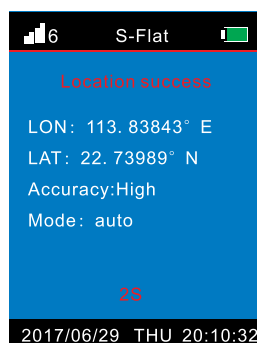 6 S-Flat
Location success
LON: 113.83843° E
LAT: 22.73989° N
Accuracy:High
Mode: auto
2S
2017/06/29 THU 20:10:32